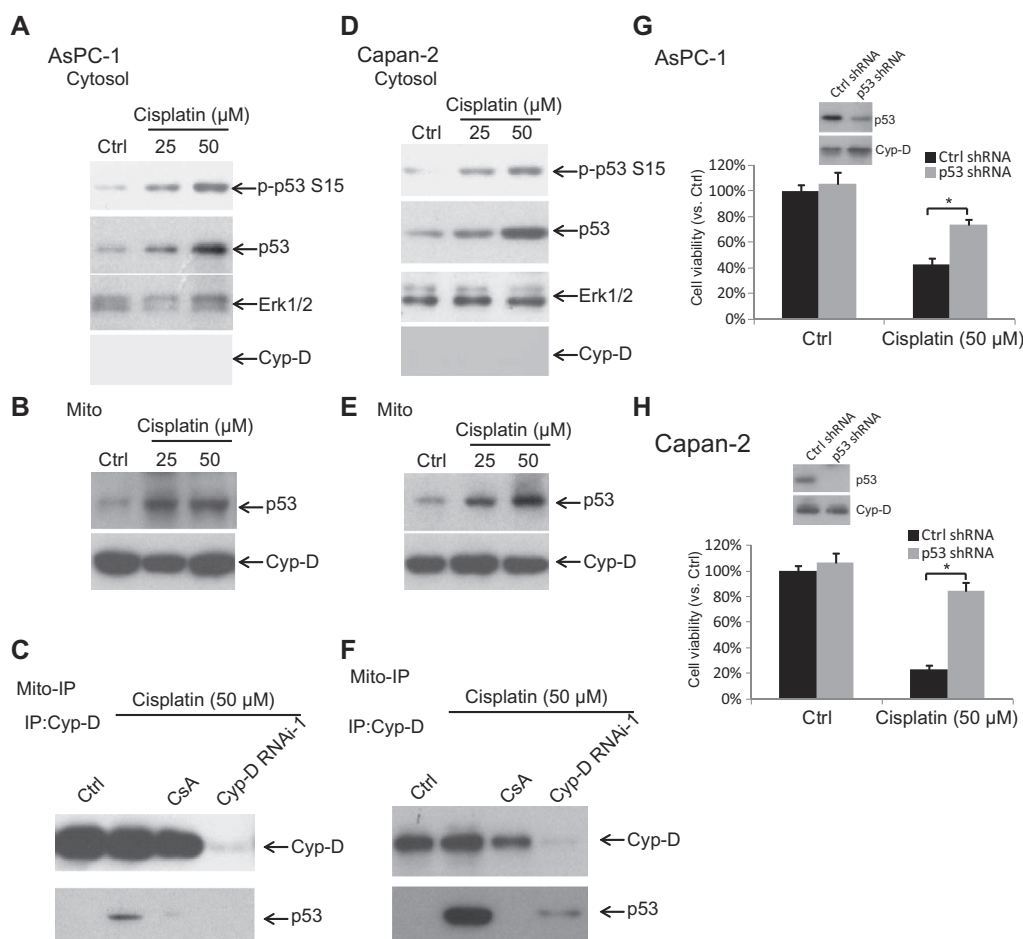 A
AsPC-1
Cytosol
Cisplatin (µM)
Ctrl 25 50
p-p53 S15
p53
Erk1/2
Cyp-D
B
Mito
Cisplatin (µM)
Ctrl 25 50
p53
Cyp-D
C
Mito-IP
Cisplatin (50 µM)
IP:Cyp-D
Ctrl CsA Cyp-D RNAi-1
Cyp-D
p53
D
Capan-2
Cytosol
Cisplatin (µM)
Ctrl 25 50
p-p53 S15
p53
Erk1/2
Cyp-D
E
Mito
Cisplatin (µM)
Ctrl 25 50
p53
Cyp-D
F
Mito-IP
Cisplatin (50 µM)
IP:Cyp-D
Ctrl CsA Cyp-D RNAi-1
Cyp-D
p53
G
AsPC-1
Ctrl shRNA p53 shRNA
p53
Cyp-D
Ctrl shRNA
p53 shRNA
Cell viability (vs. Ctrl)
120%
100%
80%
60%
40%
20%
0%
*
Ctrl Cisplatin (50 µM)
H
Capan-2
Ctrl shRNA p53 shRNA
p53
Cyp-D
Ctrl shRNA
p53 shRNA
Cell viability (vs. Ctrl)
120%
100%
80%
60%
40%
20%
0%
*
Ctrl Cisplatin (50 µM)